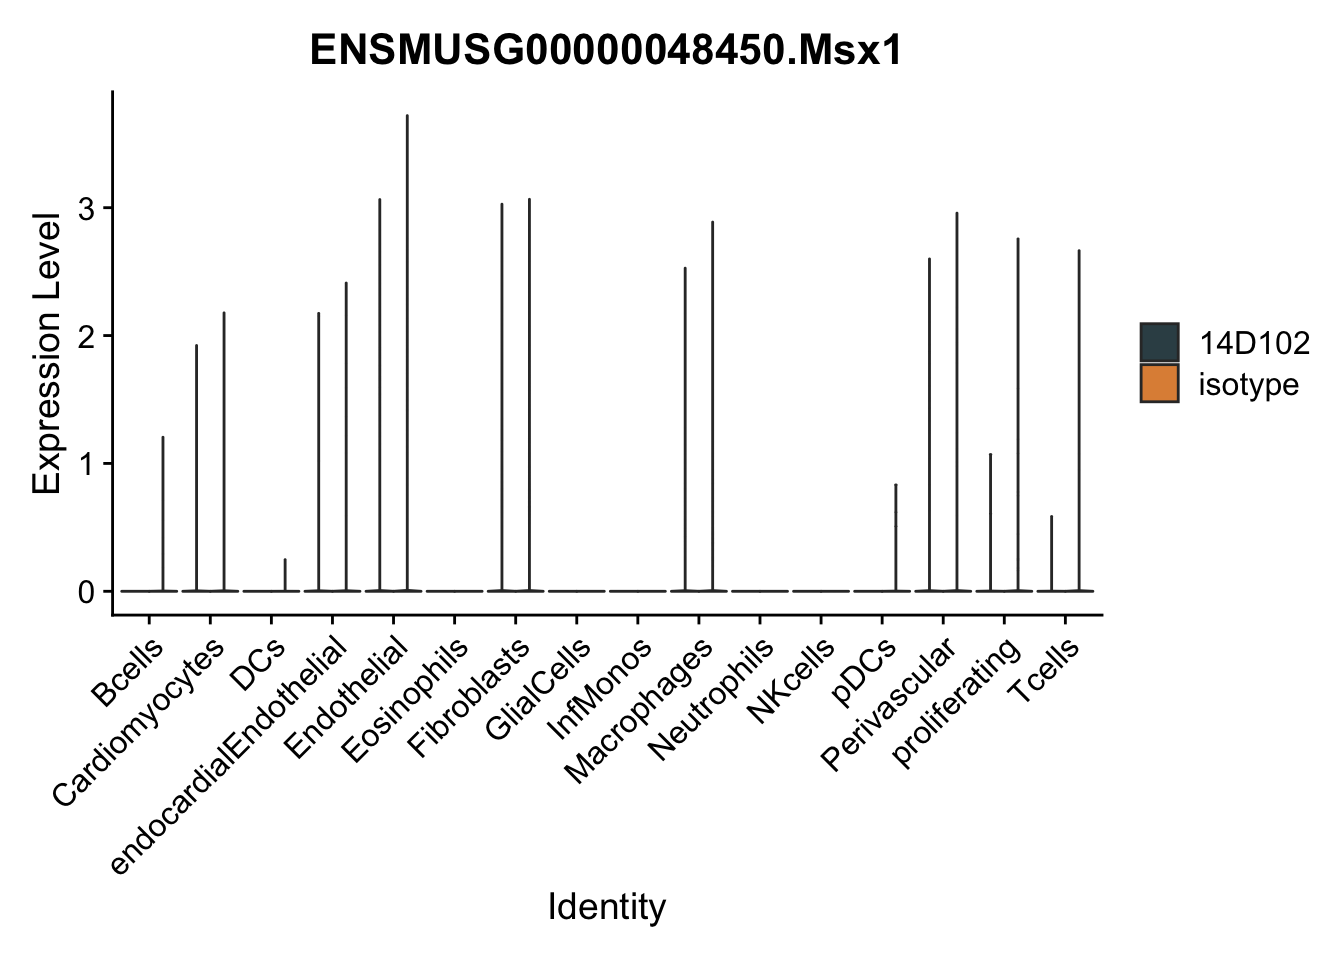 ENSMUSG00000048450.Msx1
Expression Level
3
2
1
0
Bcells
Cardiomyocytes
DCs
endocardialEndothelial
Endothelial
Eosinophils
Fibroblasts
GlialCells
InfMonos
Macrophages
Neutrophils
NKcells
pDCs
Perivascular
proliferating
Tcells
Identity
14D102
isotype